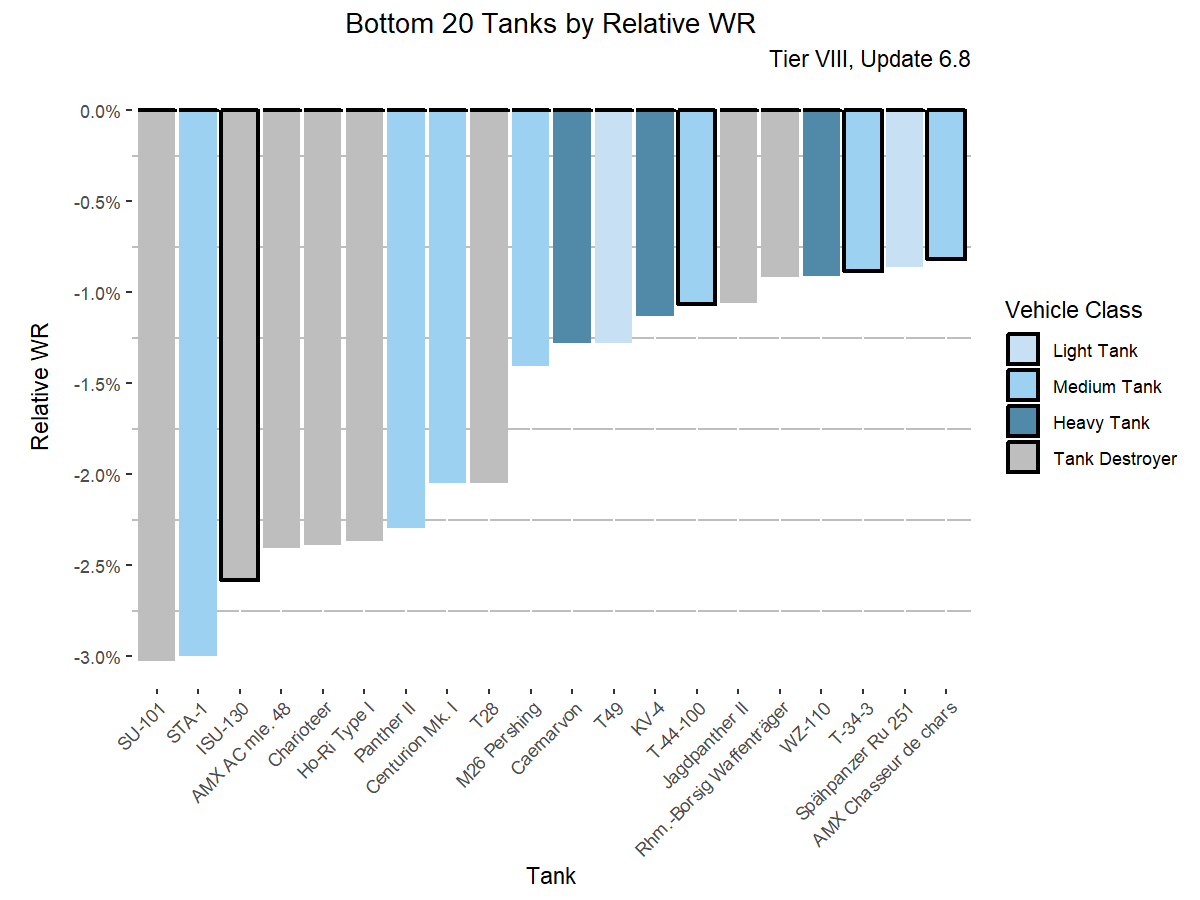 Bottom 20 Tanks by Relative WR
Tier VIII, Update 6.8
0.0%
-0.5%
-1.0%
-1.5%
-2.0%
-2.5%
-3.0%
Relative WR
SU-101
STA-1
ISU-130
AMX AC mle. 48
Charioteer
Ho-Ri Type I
Panther II
Centurion Mk. I
T28
M26 Pershing
Caernarvon
T49
KV-4
T-44-100
Jagdpanther II
Rhm.-Borsig Waffenträger
WZ-110
T-34-3
Spähpanzer Ru 251
AMX Chasseur de chars
Tank
Vehicle Class
Light Tank
Medium Tank
Heavy Tank
Tank Destroyer